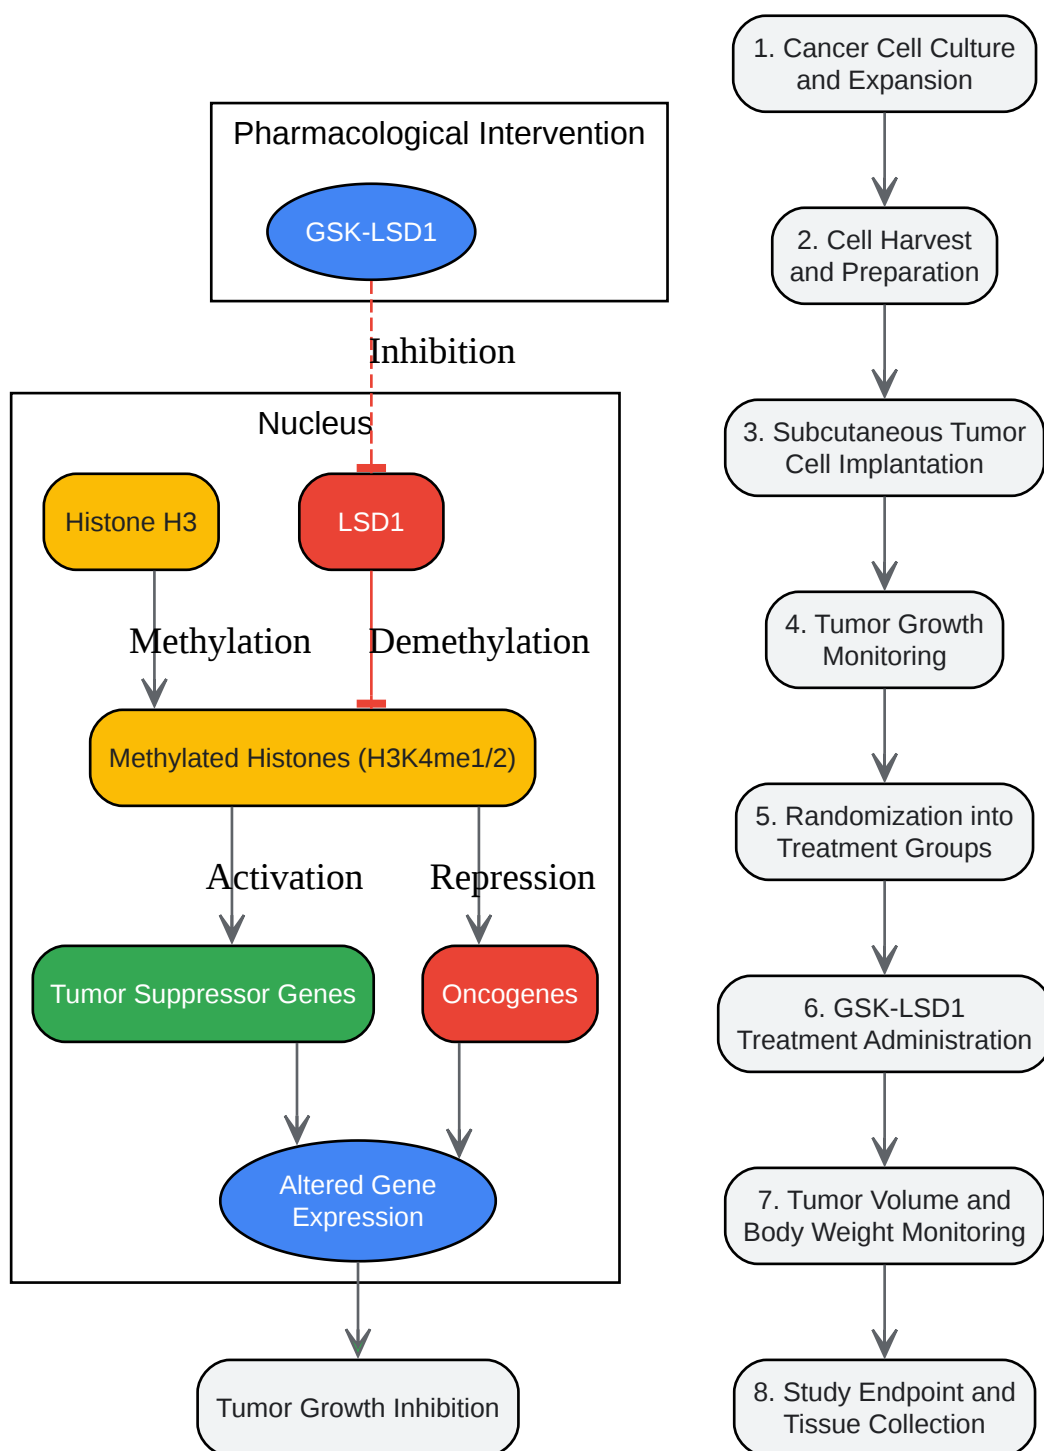 Pharmacological Intervention
GSK-LSD1
Inhibition
Nucleus
Histone H3
LSD1
Methylation
Demethylation
Methylated Histones (H3K4me1/2)
Activation
Repression
Tumor Suppressor Genes
Oncogenes
Altered Gene
Expression
Tumor Growth Inhibition
1. Cancer Cell Culture
and Expansion
2. Cell Harvest
and Preparation
3. Subcutaneous Tumor
Cell Implantation
4. Tumor Growth
Monitoring
5. Randomization into
Treatment Groups
6. GSK-LSD1
Treatment Administration
7. Tumor Volume and
Body Weight Monitoring
8. Study Endpoint and
Tissue Collection